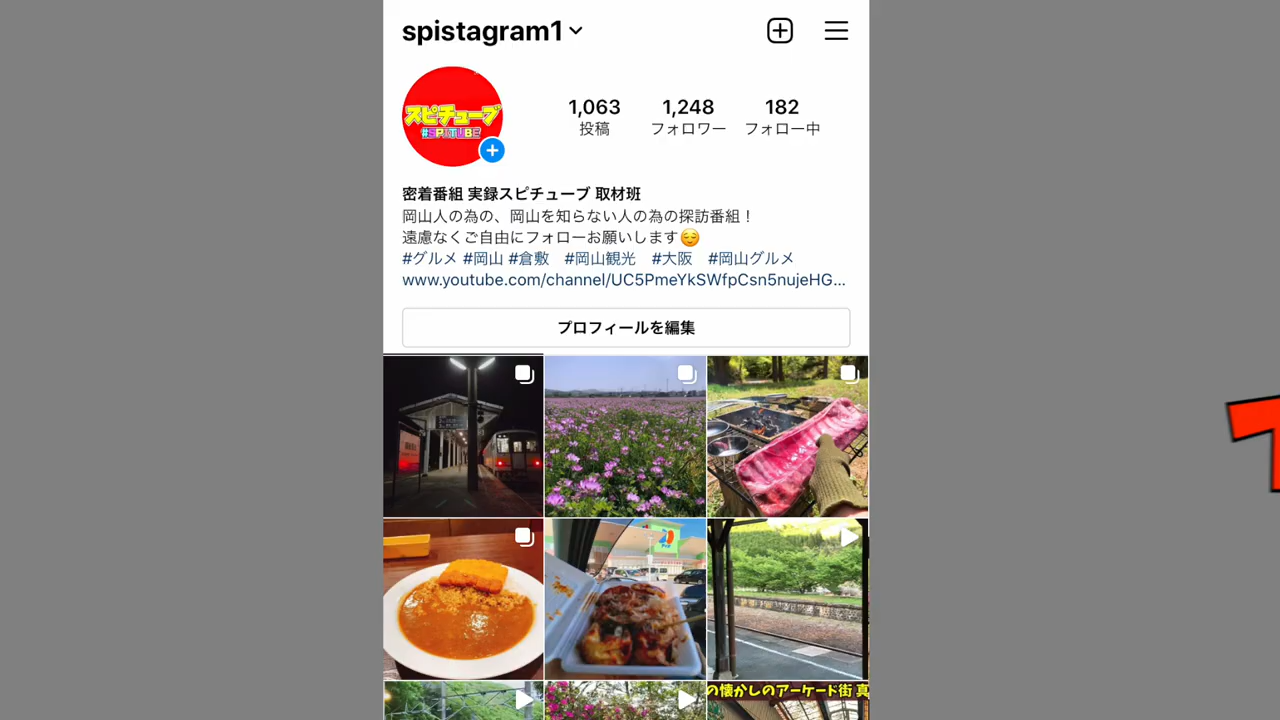 spistagram1
スピチューブ
#SPITUBE
1,063
1,248
182
投稿
フォロワー
フォロー中
密着番組 実録スピチューブ 取材班
岡山人の為の、岡山を知らない人の為の探訪番組！
遠慮なくご自由にフォローお願いします😌
#グルメ #岡山 #倉敷　#岡山観光　#大阪　#岡山グルメ
www.youtube.com/channel/UC5PmeYkSWfpCsn5nujeHG...
プロフィールを編集
の懐かしのアーケード街 真